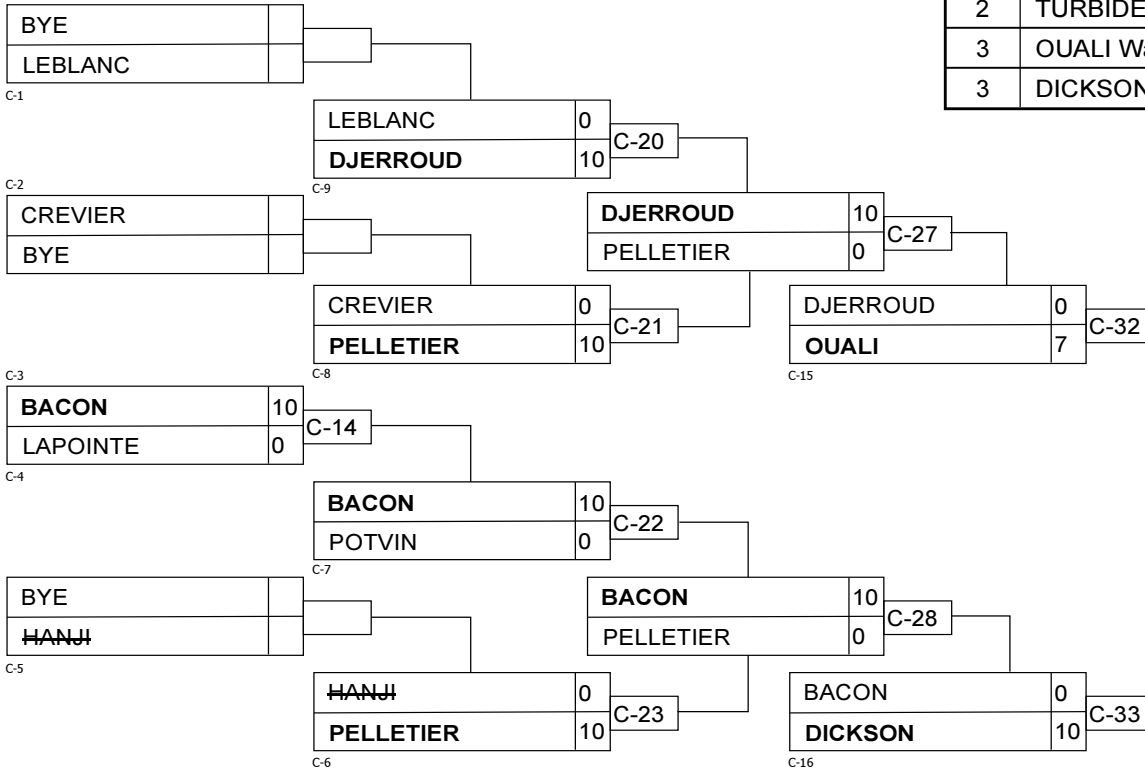 2 TURBIDE
3 OUALI
3 DICKSON
BYE
LEBLANC
C-1
LEBLANC 0
DJERROUD 10
C-20
C-9
C-2
CREVIER
BYE
DJERROUD 10
PELLETIER 0
C-27
CREVIER 0
PELLETIER 10
C-21
C-8
DJERROUD 0
OUALI 7
C-32
C-15
C-3
BACON 10
LAPOINTE 0
C-14
C-4
BACON 10
POTVIN 0
C-22
C-7
BYE
HANJI
C-5
BACON 10
PELLETIER 0
C-28
HANJI 0
PELLETIER 10
C-23
C-6
BACON 0
DICKSON 10
C-33
C-16